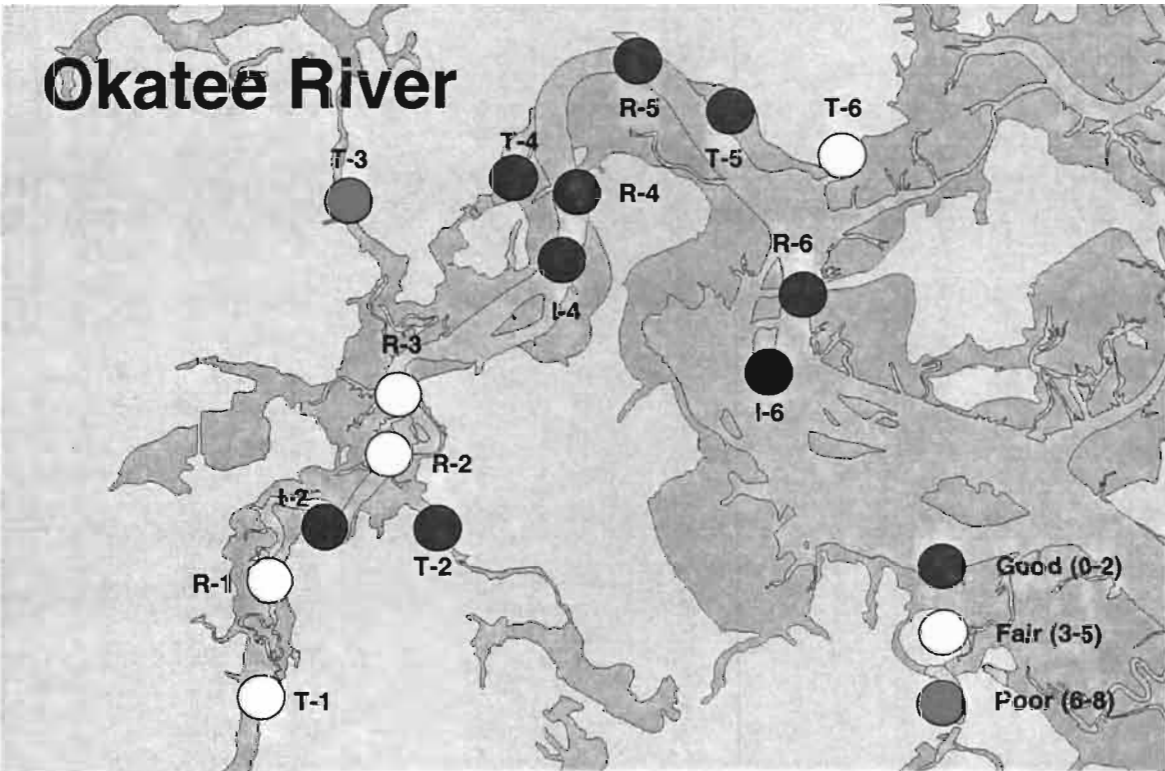 Okatee River
R-5
T-6
T-4
T-5
T-3
R-4
R-6
I-4
R-3
I-6
R-2
I-2
T-2
Good (0-2)
R-1
Fair (3-5)
T-1
Poor (6-8)